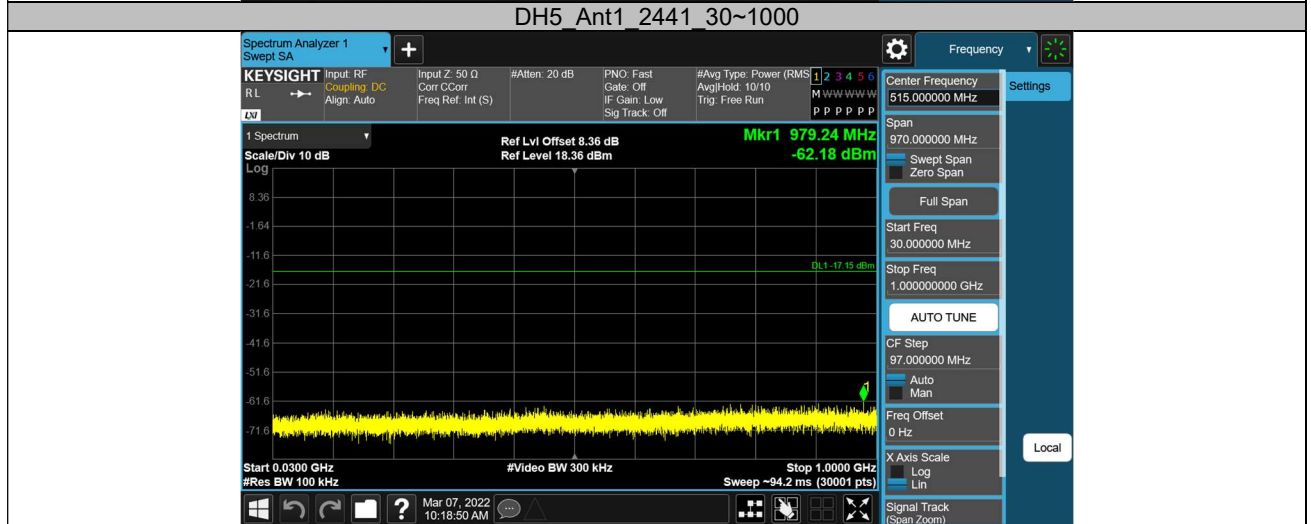 DH5_Ant1_2441_30~1000
Spectrum Analyzer 1
Swept SA
Frequency
KEYSIGHT
RL
LXI
Input: RF
Coupling: DC
Align: Auto
Input Z: 50 Ω
Corr CCorr
Freq Ref: Int (S)
#Atten: 20 dB
PNO: Fast
Gate: Off
IF Gain: Low
Sig Track: Off
#Avg Type: Power (RMS
Avg|Hold: 10/10
Trig: Free Run
1 2 3 4 5 6
M W W W W W
P P P P P P
1 Spectrum
Scale/Div 10 dB
Log
Ref Lvl Offset 8.36 dB
Ref Level 18.36 dBm
Mkr1 979.24 MHz
-62.18 dBm
8.36
-1.64
-11.6
DL1 -17.15 dBm
-21.6
-31.6
-41.6
-51.6
1
-61.6
-71.6
Start 0.0300 GHz
#Res BW 100 kHz
#Video BW 300 kHz
Stop 1.0000 GHz
Sweep ~94.2 ms (30001 pts)
?
Mar 07, 2022
10:18:50 AM
Center Frequency
515.000000 MHz
Span
970.000000 MHz
Swept Span
Zero Span
Full Span
Start Freq
30.000000 MHz
Stop Freq
1.000000000 GHz
AUTO TUNE
CF Step
97.000000 MHz
Auto
Man
Freq Offset
0 Hz
X Axis Scale
Log
Lin
Signal Track
(Span Zoom)
Settings
Local